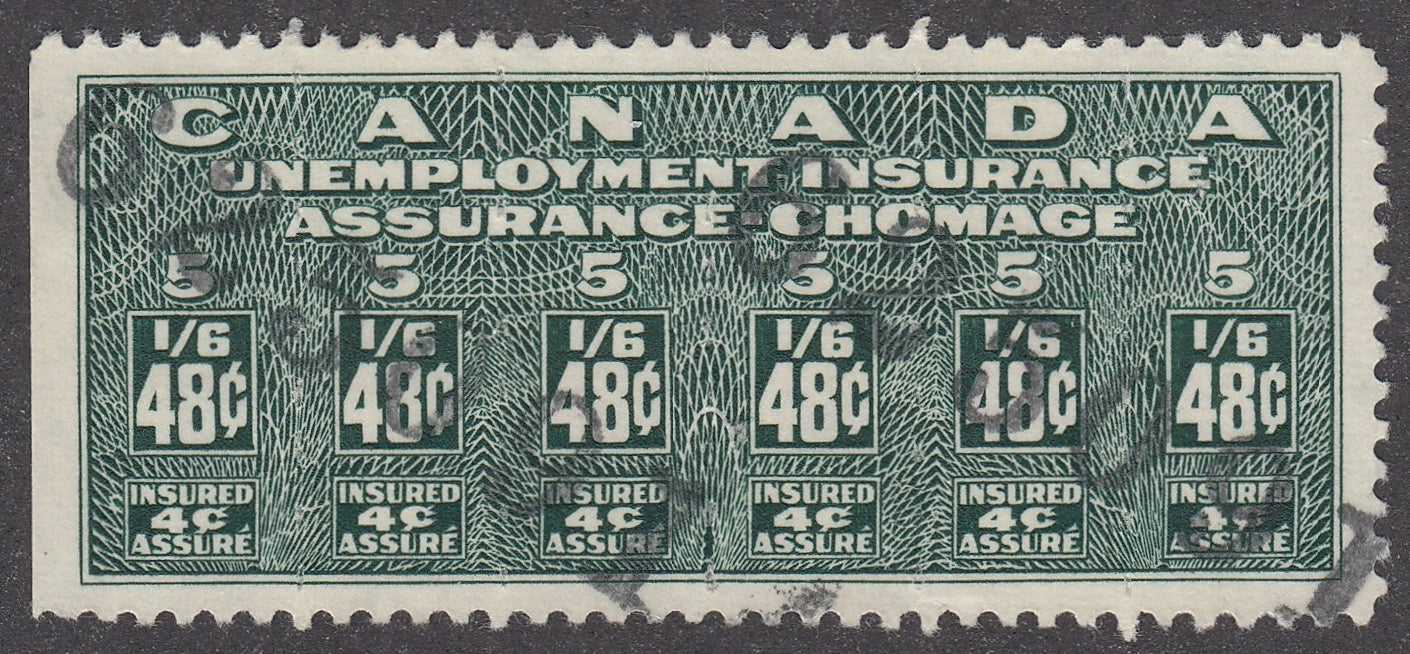 CANADA
UNEMPLOYMENT INSURANCE
ASSURANCE-CHOMAGE
5 5 5 5 5 5
1/6 1/6 1/6 1/6 1/6 1/6
48¢ 48¢ 48¢ 48¢ 48¢ 48¢
INSURED INSURED INSURED INSURED INSURED INSURED
4¢ 4¢ 4¢ 4¢ 4¢ 4¢
ASSURÉ ASSURÉ ASSURÉ ASSURÉ ASSURÉ ASSURÉ